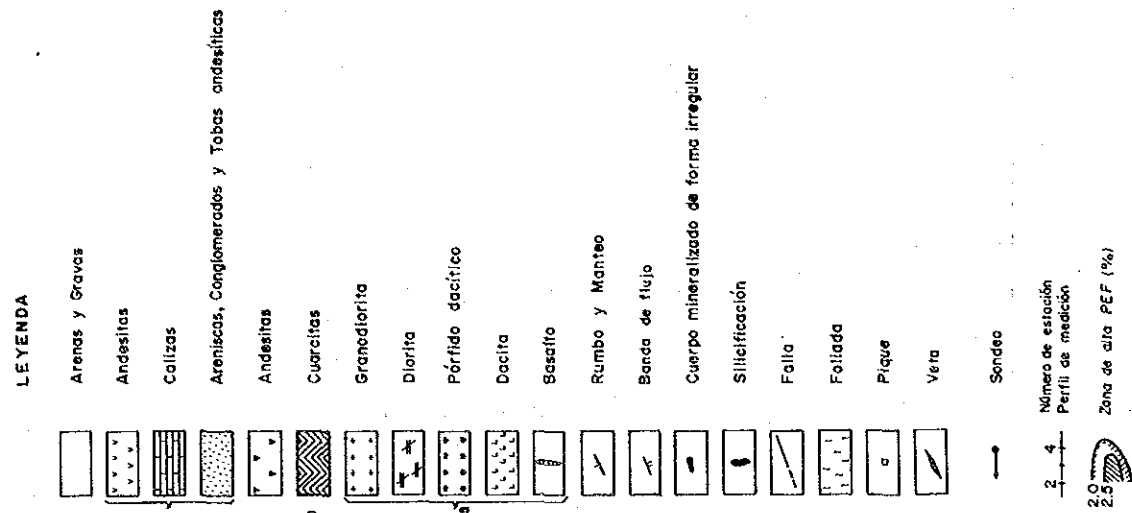 LEYENDA
Arenas y Gravas
Andesitas
Calizas
Areniscas, Conglomerados y Tobas andesíticas
Andesitas
Cuarcitas
Granodiorita
Diorita
Pórfido dacítico
Dacita
Basalto
Rumbo y Manteo
Banda de flujo
Cuerpo mineralizado de forma irregular
Silicificación
Falla
Pique
Veta
Sondeo
2 4 Número de estación
Perfil de medición
2.0
2.5 Zona de alta PEF (%)